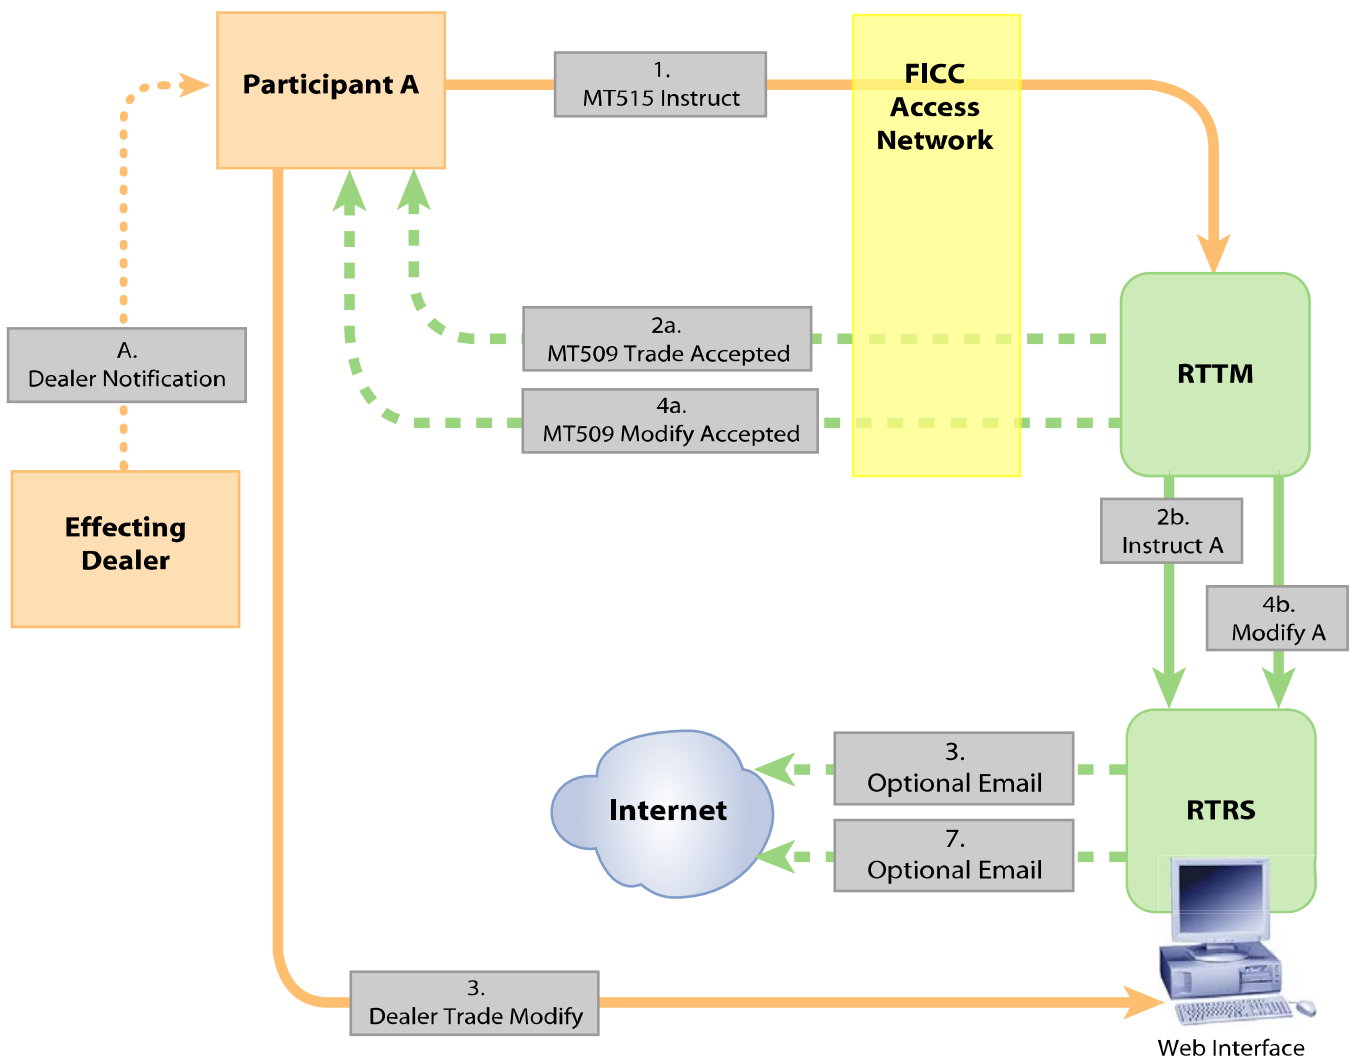 Participant A
1.
MT515 Instruct
FICC
Access
Network
2a.
MT509 Trade Accepted
A.
Dealer Notification
RTTM
4a.
MT509 Modify Accepted
Effecting
Dealer
2b.
Instruct A
4b.
Modify A
3.
Optional Email
Internet
RTRS
7.
Optional Email
3.
Dealer Trade Modify
Web Interface